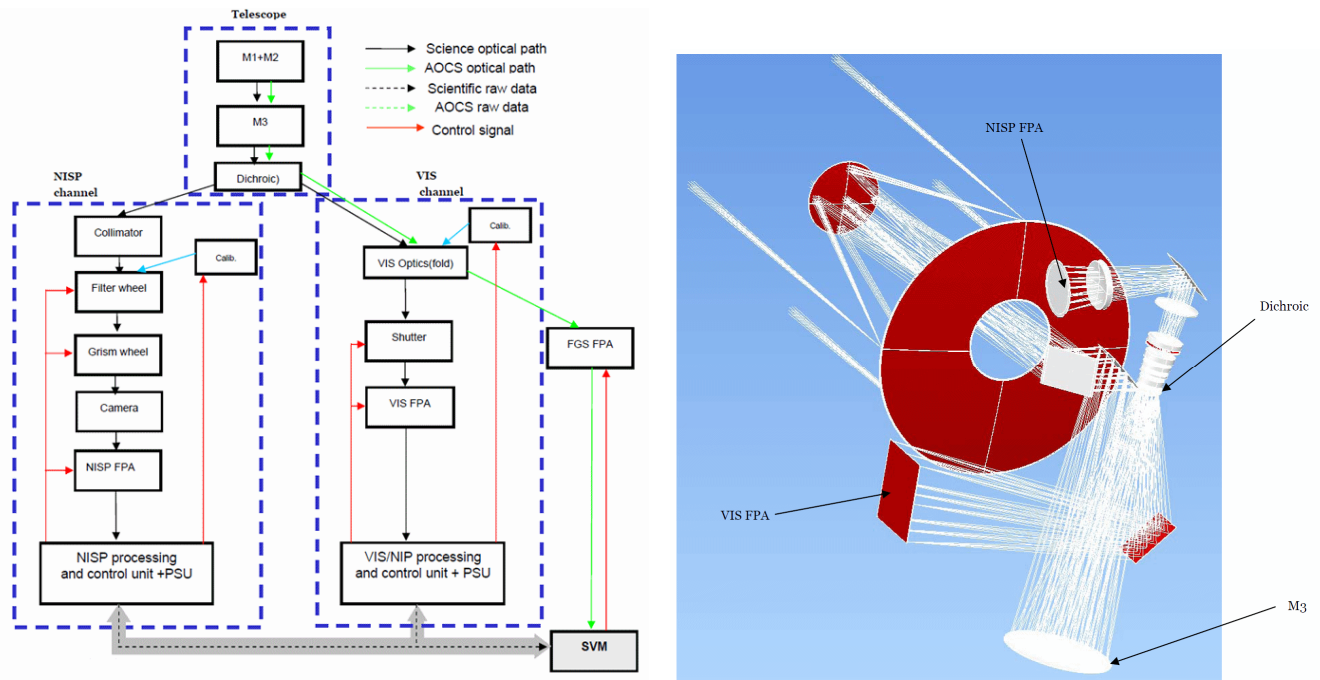 Telescope
M1+M2
M3
Dichroic)
Science optical path
AOCS optical path
Scientific raw data
AOCS raw data
Control signal
NISP
channel
Collimator
Calib.
Filter wheel
Grism wheel
Camera
NISP FPA
NISP processing
and control unit +PSU
VIS
channel
Calib.
VIS Optics(fold)
Shutter
VIS FPA
VIS/NIP processing
and control unit + PSU
FGS FPA
SVM
NISP FPA
Dichroic
VIS FPA
M3